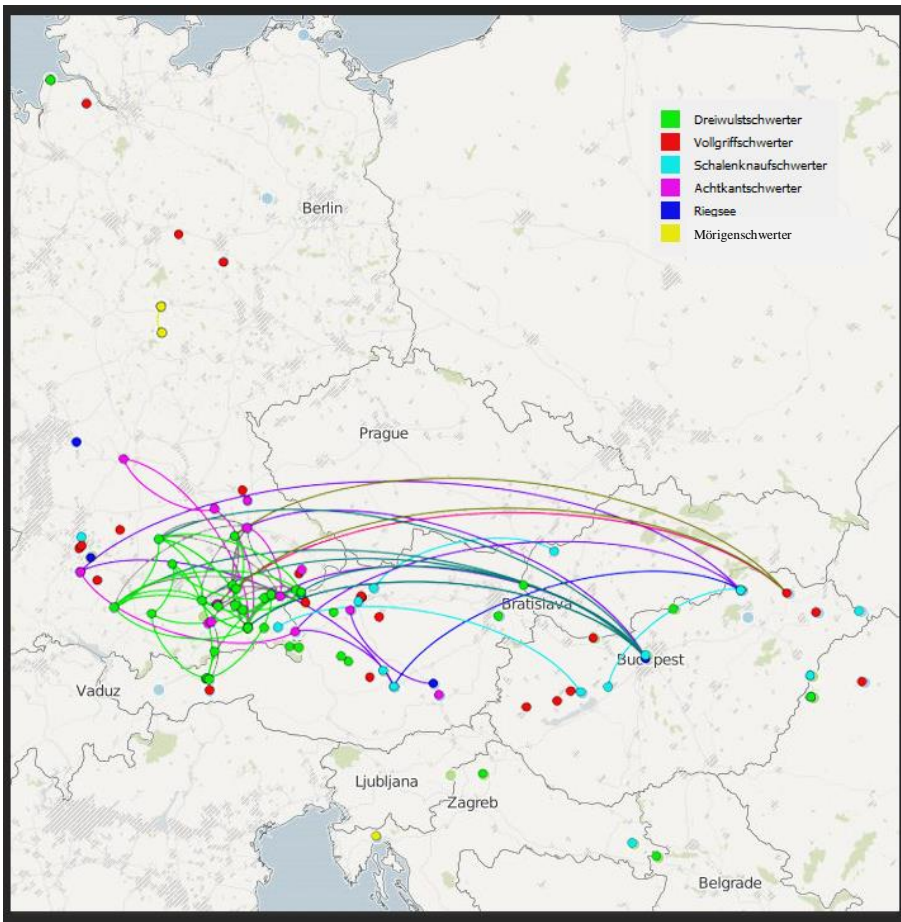 Dreiwulstschwerter
Vollgriffschwerter
Schalenknaufschwerter
Achtkantschwerter
Riegsee
Mörigenschwerter
Berlin
Prague
Bratislava
Budapest
Vaduz
Ljubljana
Zagreb
Belgrade